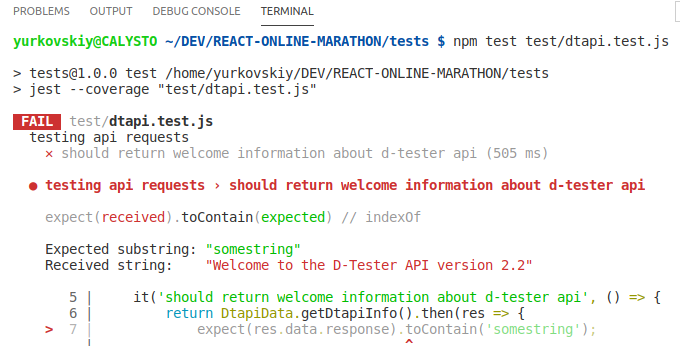 PROBLEMS OUTPUT DEBUG CONSOLE TERMINAL
yurkovskiy@CALYSTO ~/DEV/REACT-ONLINE-MARATHON/tests $ npm test test/dtapi.test.js
> tests@1.0.0 test /home/yurkovskiy/DEV/REACT-ONLINE-MARATHON/tests
> jest --coverage "test/dtapi.test.js"
FAIL test/dtapi.test.js
testing api requests
✕ should return welcome information about d-tester api (505 ms)
● testing api requests › should return welcome information about d-tester api
expect(received).toContain(expected) // indexOf
Expected substring: "somestring"
Received string: "Welcome to the D-Tester API version 2.2"
5 | it('should return welcome information about d-tester api', () => {
6 | return DtapiData.getDtapiInfo().then(res => {
> 7 | expect(res.data.response).toContain('somestring');
| ^